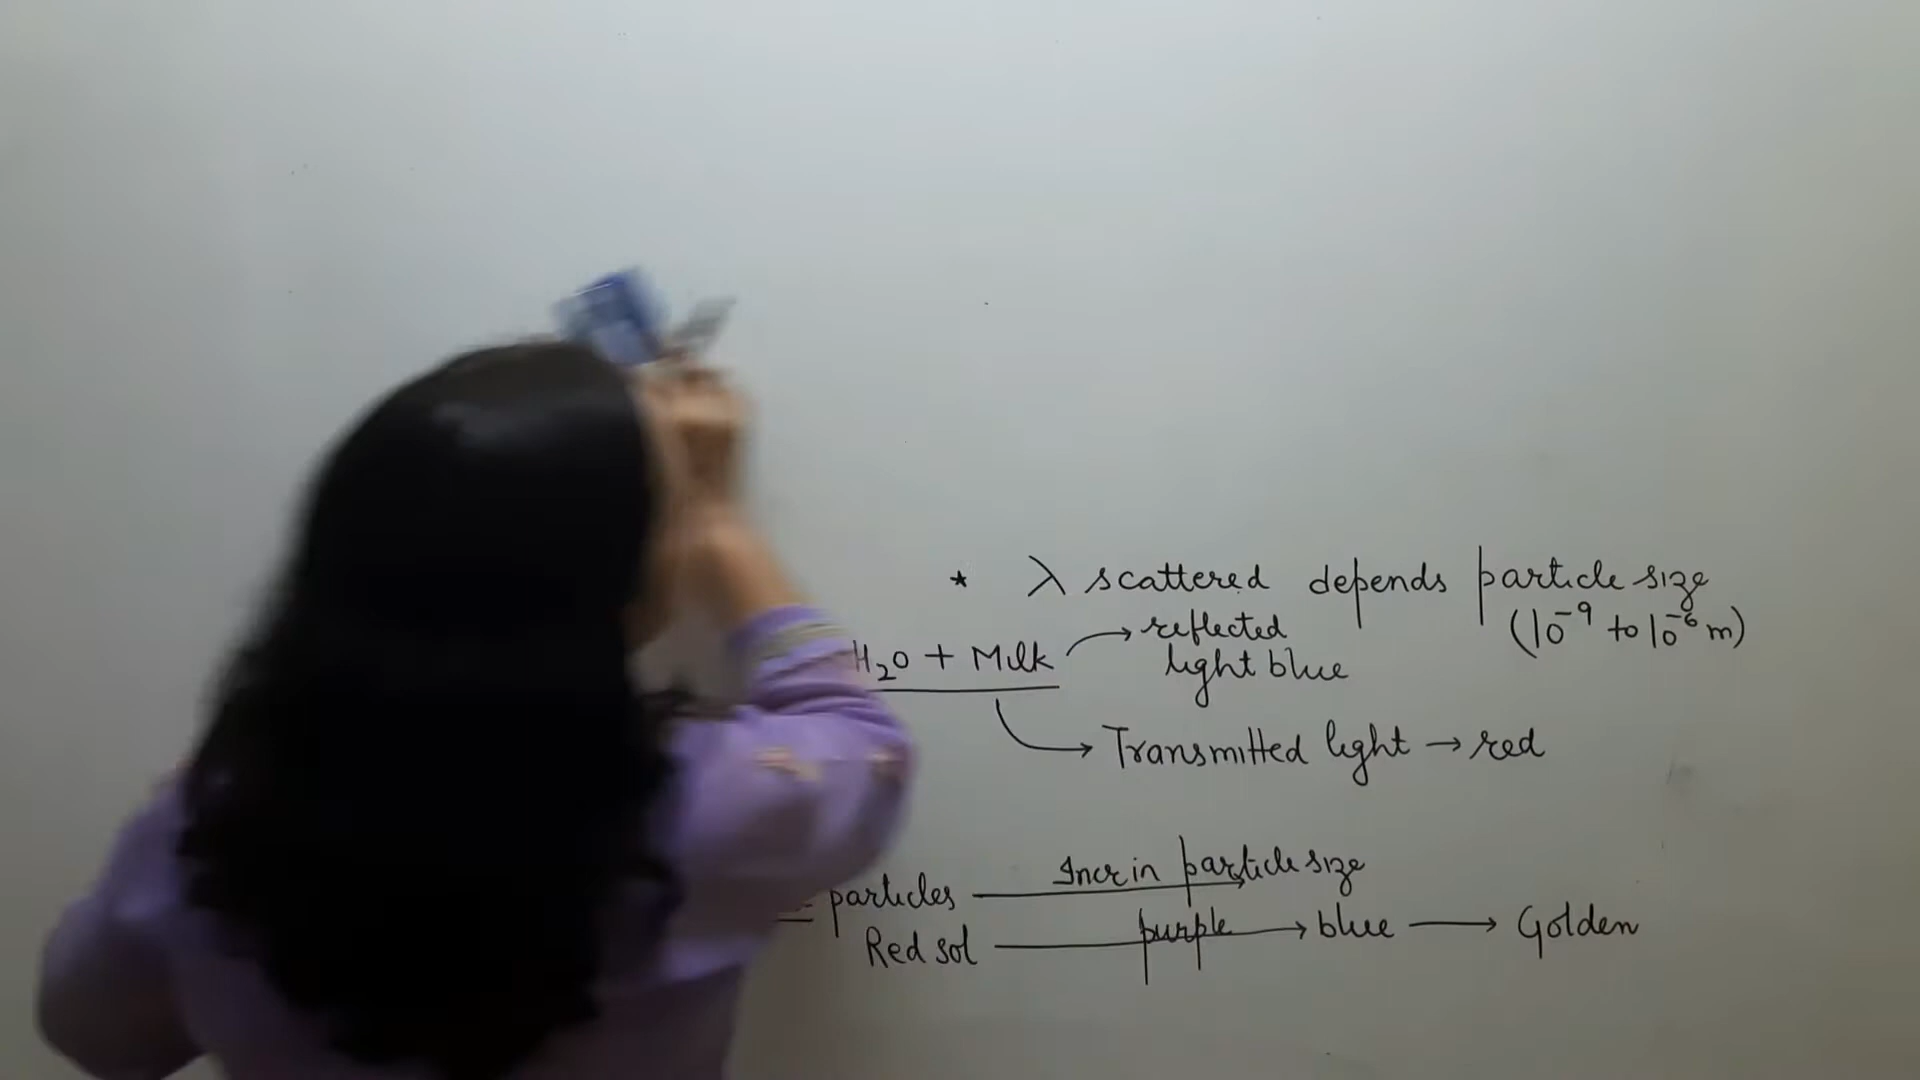 * λ scattered depends particle size
(10⁻⁹ to 10⁻⁶ m)
H₂O + Milk → reflected
light blue
→ Transmitted light → red
particles Incr in particle size →
Red sol purple → blue → Golden